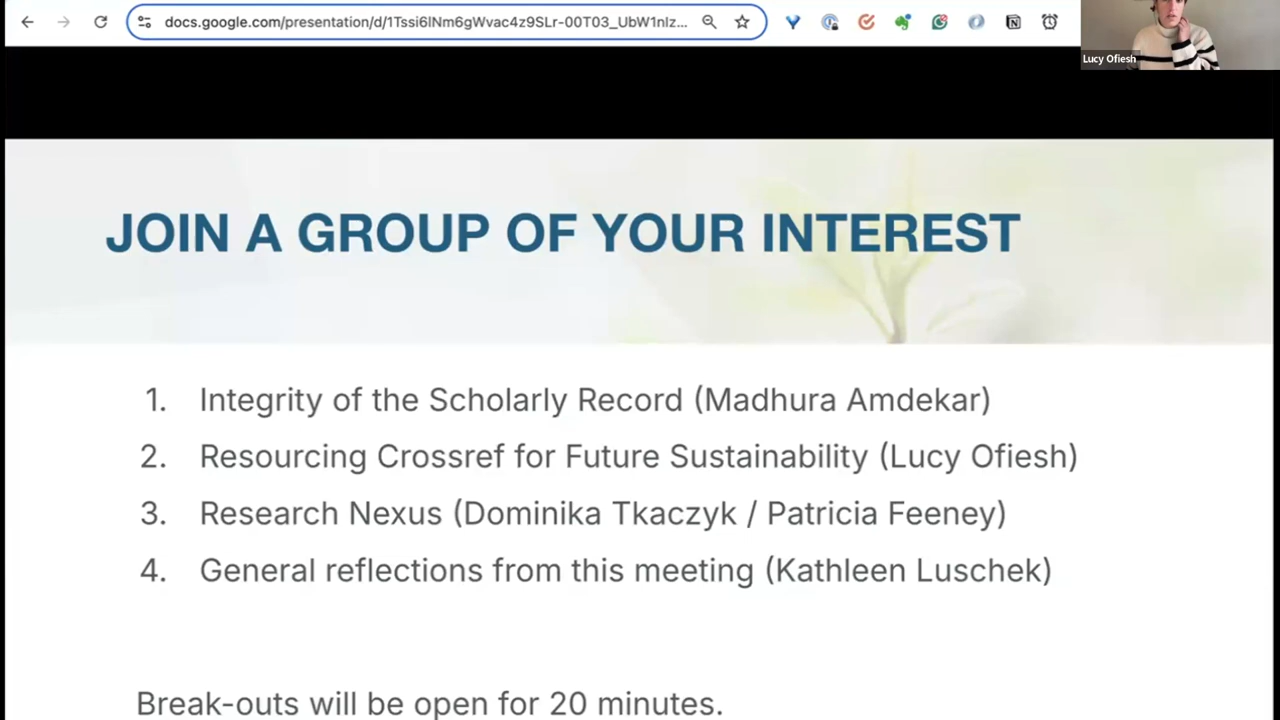 docs.google.com/presentation/d/1Tssi6lNm6gWvac4z9SLr-00T03_UbW1nlz...
Lucy Ofiesh
JOIN A GROUP OF YOUR INTEREST
1. Integrity of the Scholarly Record (Madhura Amdekar)
2. Resourcing Crossref for Future Sustainability (Lucy Ofiesh)
3. Research Nexus (Dominika Tkaczyk / Patricia Feeney)
4. General reflections from this meeting (Kathleen Luschek)
Break-outs will be open for 20 minutes.